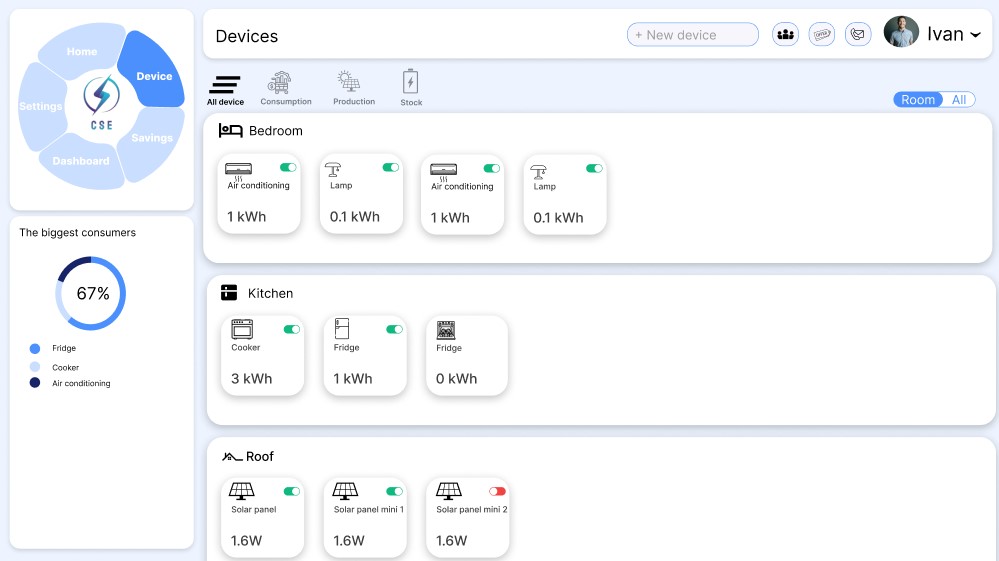 Home
Device
Settings
CSE
Savings
Dashboard
The biggest consumers
67%
Fridge
Cooker
Air conditioning
Devices
+ New device
OFFER
Ivan
All device
Consumption
Production
Stock
Room All
Bedroom
Air conditioning
1 kWh
Lamp
0.1 kWh
Air conditioning
1 kWh
Lamp
0.1 kWh
Kitchen
Cooker
3 kWh
Fridge
1 kWh
Fridge
0 kWh
Roof
Solar panel
1.6W
Solar panel mini 1
1.6W
Solar panel mini 2
1.6W